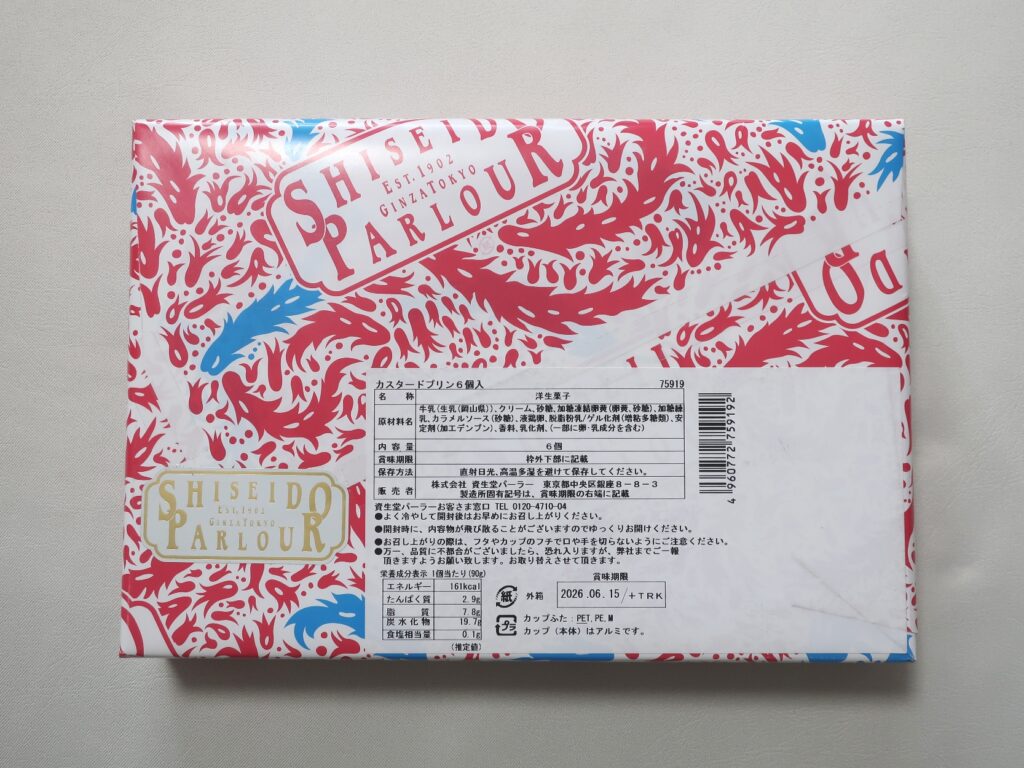 SHISEIDO
EST. 1902
GINZA TOKYO
PARLOUR
カスタードプリン6個入 75919
名 称 洋生菓子
原材料名 牛乳(生乳(岡山県))、クリーム、砂糖、加糖凍結卵黄(卵黄、砂糖)、加糖練
乳、カラメルソース(砂糖)、液鶏卵、脱脂粉乳/ゲル化剤(増粘多糖類)、安
定剤(加工デンプン)、香料、乳化剤、(一部に卵・乳成分を含む)
内 容 量 6個
賞味期限 枠外下部に記載
保存方法 直射日光、高温多湿を避けて保存してください。
販 売 者 株式会社 資生堂パーラー 東京都中央区銀座8-8-3
製造所固有記号は、賞味期限の右端に記載
4 960772 759192
資生堂パーラーお客さま窓口 TEL 0120-4710-04
●よく冷やして開封後はお早めにお召し上がりください。
●開封時に、内容物が飛び散ることがございますのでゆっくりお開けください。
●お召し上がりの際は、フタやカップのフチで口や手を切らないようにご注意ください。
●万一、品質に不都合がございましたら、恐れ入りますが、弊社までご一報
頂きますようお願い致します。お取り替えさせて頂きます。
栄養成分表示 1個当たり(90g)
エネルギー 161kcal
たんぱく質 2.9g
脂 質 7.8g
炭水化物 19.7g
食塩相当量 0.1g
(推定値)
賞味期限
紙 外箱 2026.06.15/+TRK
プラ カップふた:PET,PE,M
カップ(本体)はアルミです。
SHISEIDO
EST. 1902
GINZA TOKYO
PARLOUR